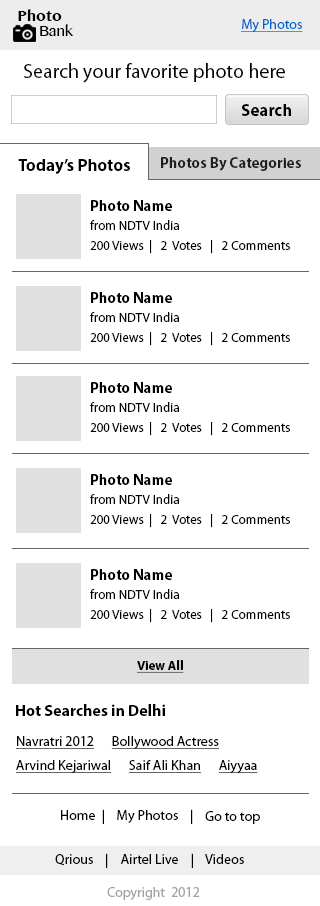 Photo
Bank
My Photos
Search your favorite photo here
Search
Today's Photos
Photos By Categories
Photo Name
from NDTV India
200 Views | 2 Votes | 2 Comments
Photo Name
from NDTV India
200 Views | 2 Votes | 2 Comments
Photo Name
from NDTV India
200 Views | 2 Votes | 2 Comments
Photo Name
from NDTV India
200 Views | 2 Votes | 2 Comments
Photo Name
from NDTV India
200 Views | 2 Votes | 2 Comments
View All
Hot Searches in Delhi
Navratri 2012 Bollywood Actress
Arvind Kejariwal Saif Ali Khan Aiyyaa
Home | My Photos | Go to top
Qrious | Airtel Live | Videos
Copyright 2012